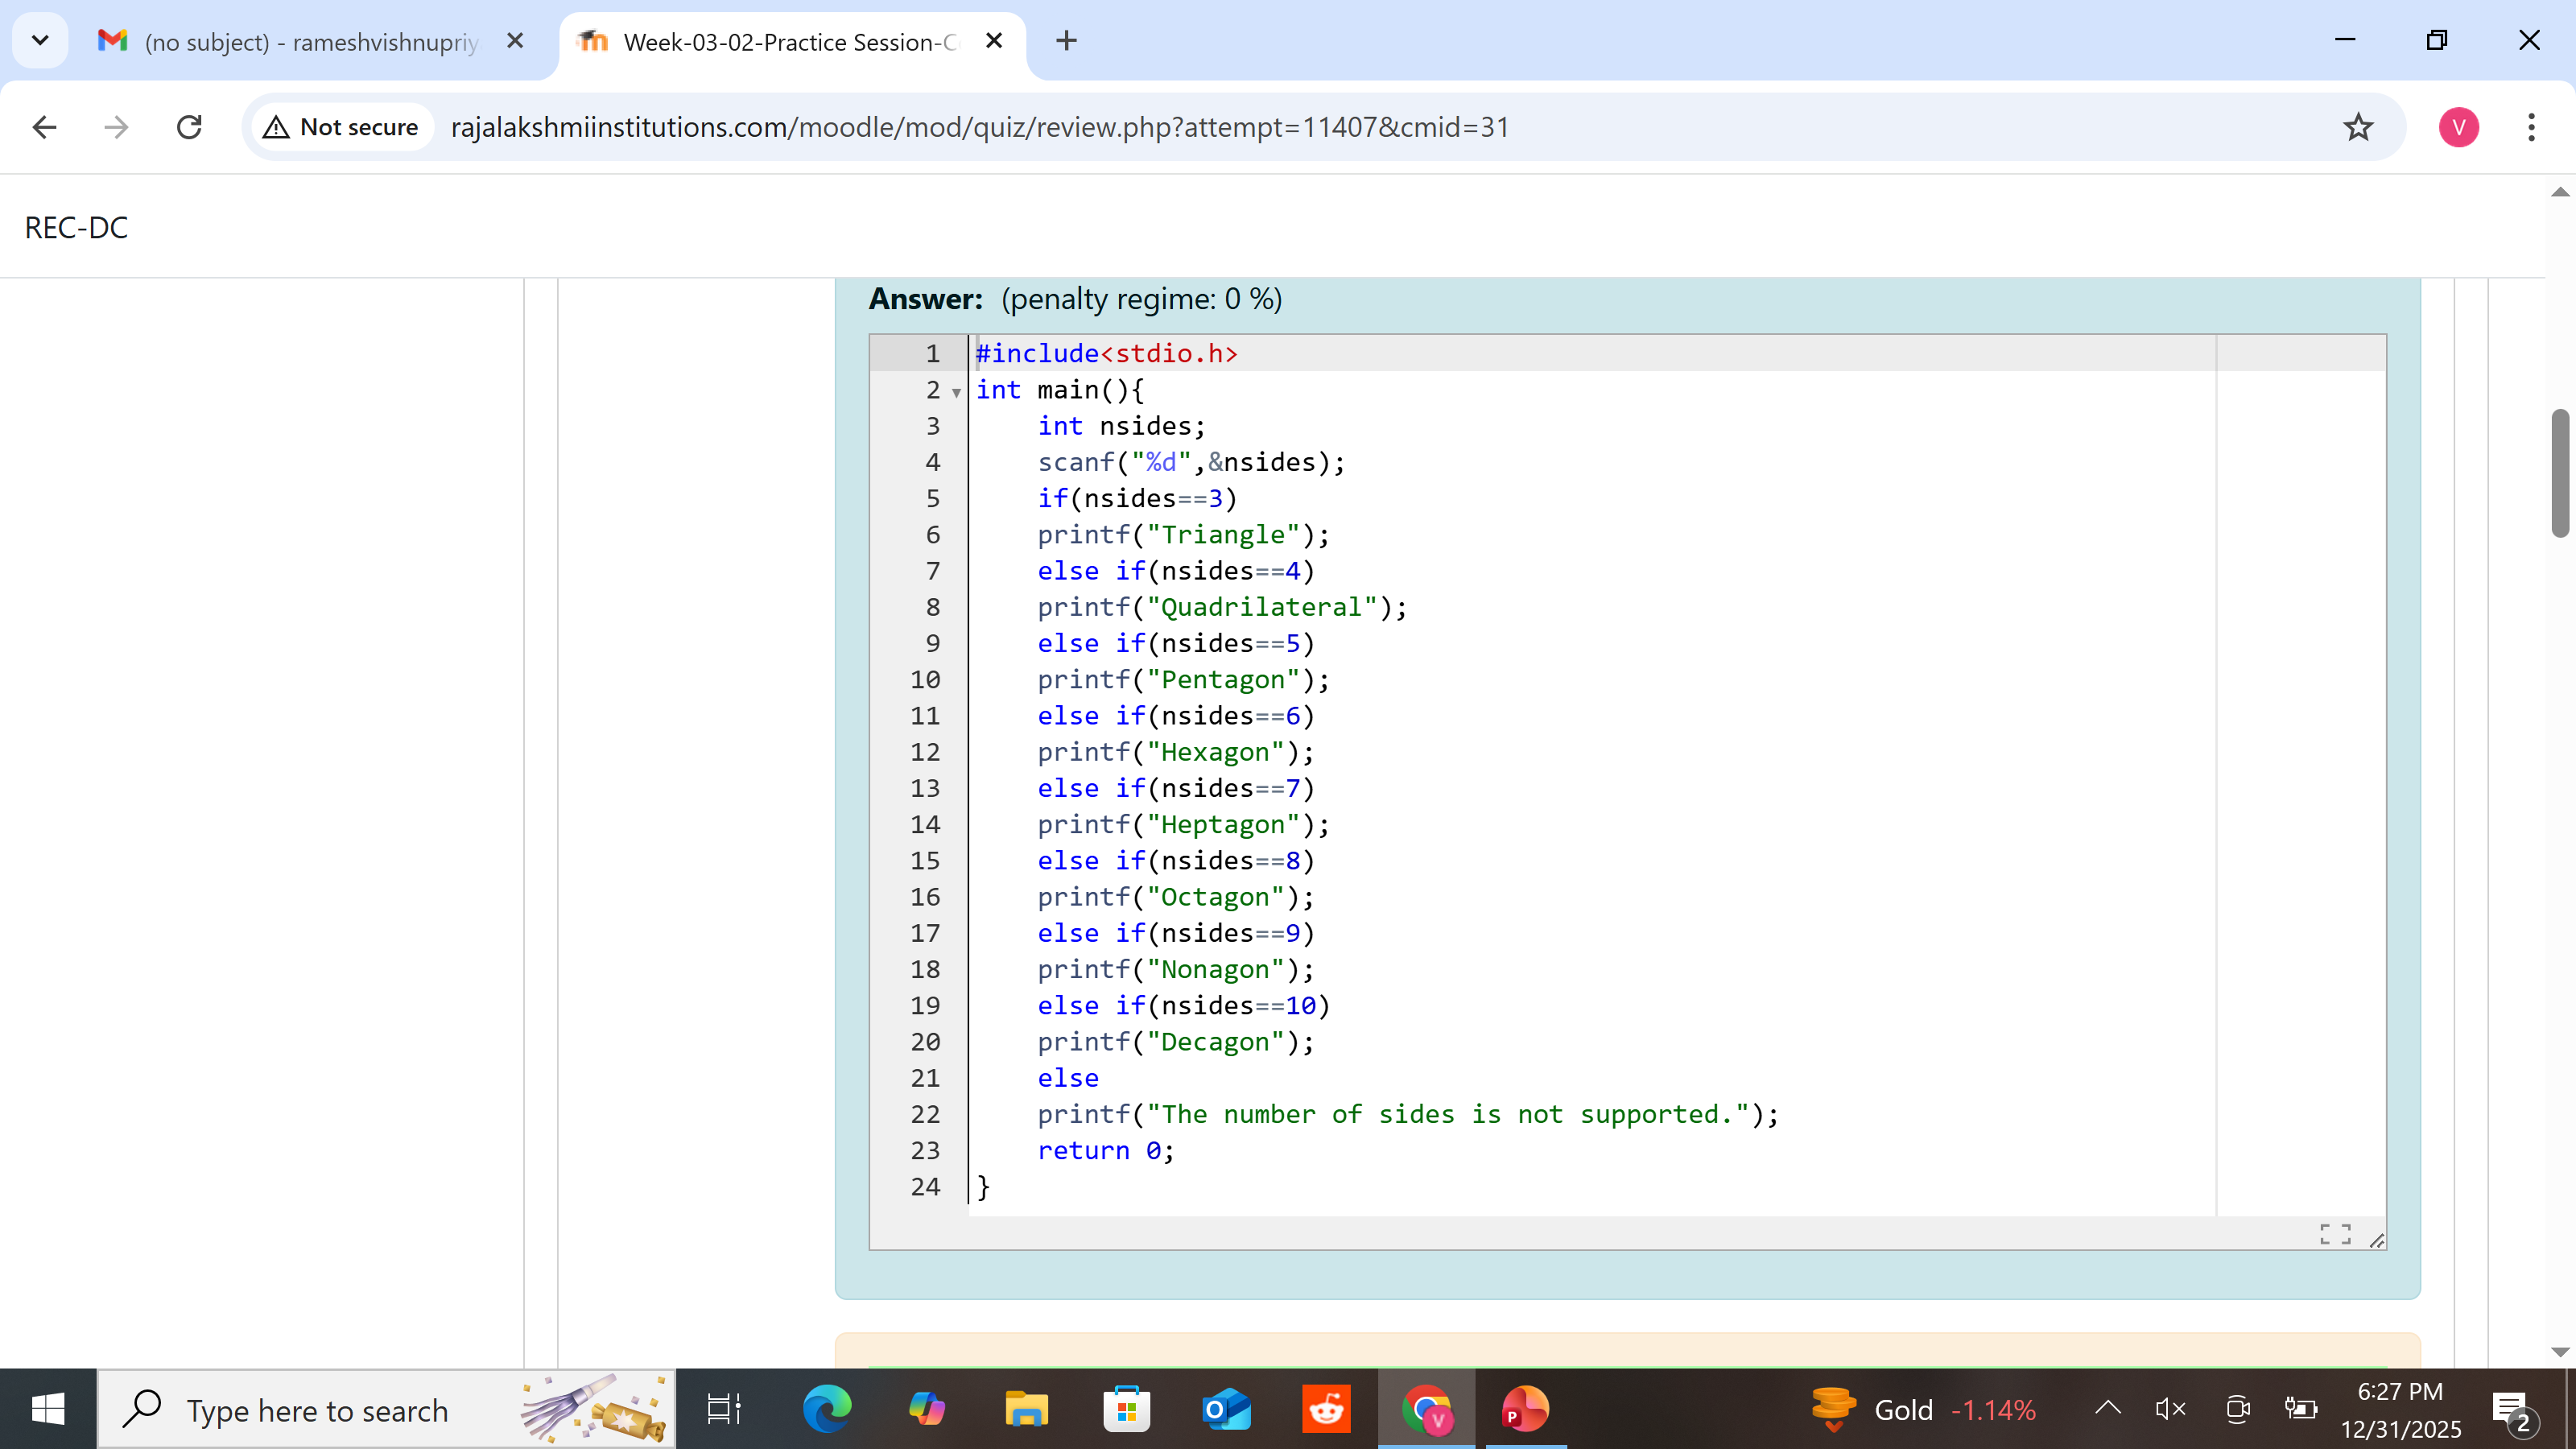 (no subject) - rameshvishnupriy
Week-03-02-Practice Session-C
Not secure
rajalakshmiinstitutions.com/moodle/mod/quiz/review.php?attempt=11407&cmid=31
V
REC-DC
Answer: (penalty regime: 0 %)
1 #include<stdio.h>
2 int main(){
3 int nsides;
4 scanf("%d",&nsides);
5 if(nsides==3)
6 printf("Triangle");
7 else if(nsides==4)
8 printf("Quadrilateral");
9 else if(nsides==5)
10 printf("Pentagon");
11 else if(nsides==6)
12 printf("Hexagon");
13 else if(nsides==7)
14 printf("Heptagon");
15 else if(nsides==8)
16 printf("Octagon");
17 else if(nsides==9)
18 printf("Nonagon");
19 else if(nsides==10)
20 printf("Decagon");
21 else
22 printf("The number of sides is not supported.");
23 return 0;
24 }
Type here to search
Gold -1.14%
6:27 PM
12/31/2025
2